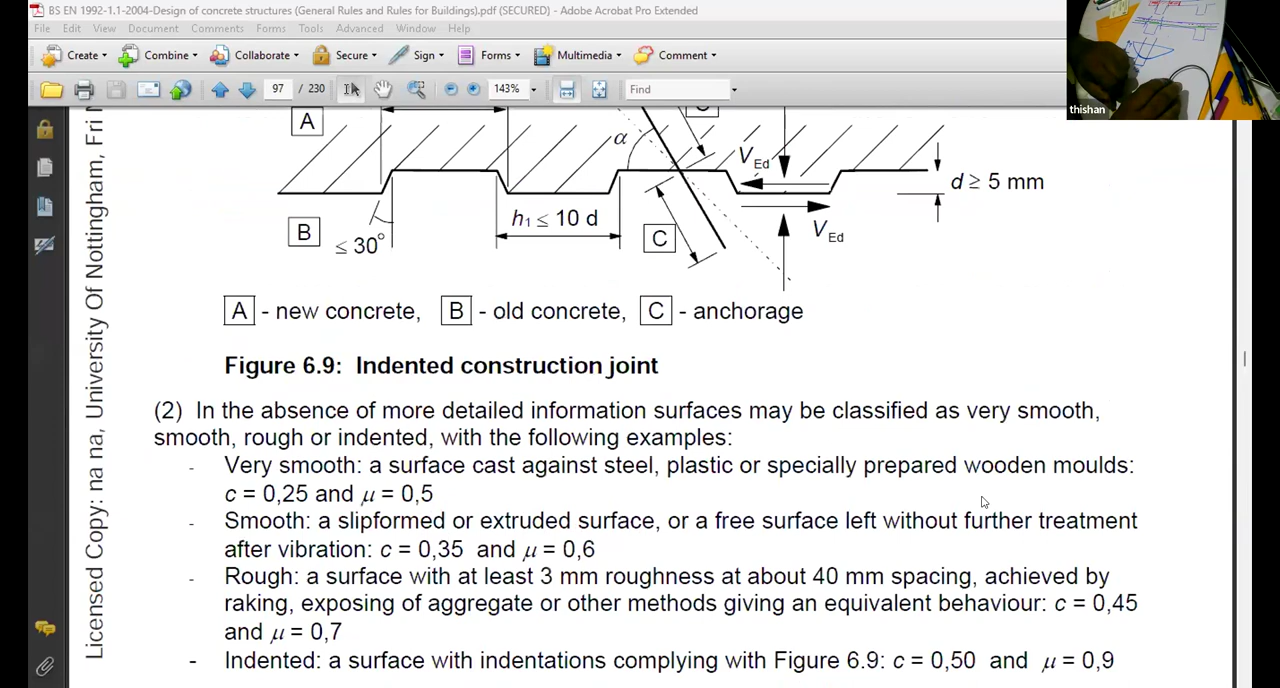 BS EN 1992-1.1-2004-Design of concrete structures (General Rules and Rules for Buildings).pdf (SECURED) - Adobe Acrobat Pro Extended
File Edit View Document Comments Forms Tools Advanced Window Help
Create Combine Collaborate Secure Sign Forms Multimedia Comment
97 / 230 143% Find
thishan
Licensed Copy: na na, University Of Nottingham, Fri
A
α
C
V Ed
d ≥ 5 mm
B
≤ 30°
h₁ ≤ 10 d
C
V Ed
A - new concrete, B - old concrete, C - anchorage
Figure 6.9: Indented construction joint
(2) In the absence of more detailed information surfaces may be classified as very smooth,
smooth, rough or indented, with the following examples:
- Very smooth: a surface cast against steel, plastic or specially prepared wooden moulds:
c = 0,25 and μ = 0,5
- Smooth: a slipformed or extruded surface, or a free surface left without further treatment
after vibration: c = 0,35 and μ = 0,6
- Rough: a surface with at least 3 mm roughness at about 40 mm spacing, achieved by
raking, exposing of aggregate or other methods giving an equivalent behaviour: c = 0,45
and μ = 0,7
- Indented: a surface with indentations complying with Figure 6.9: c = 0,50 and μ = 0,9